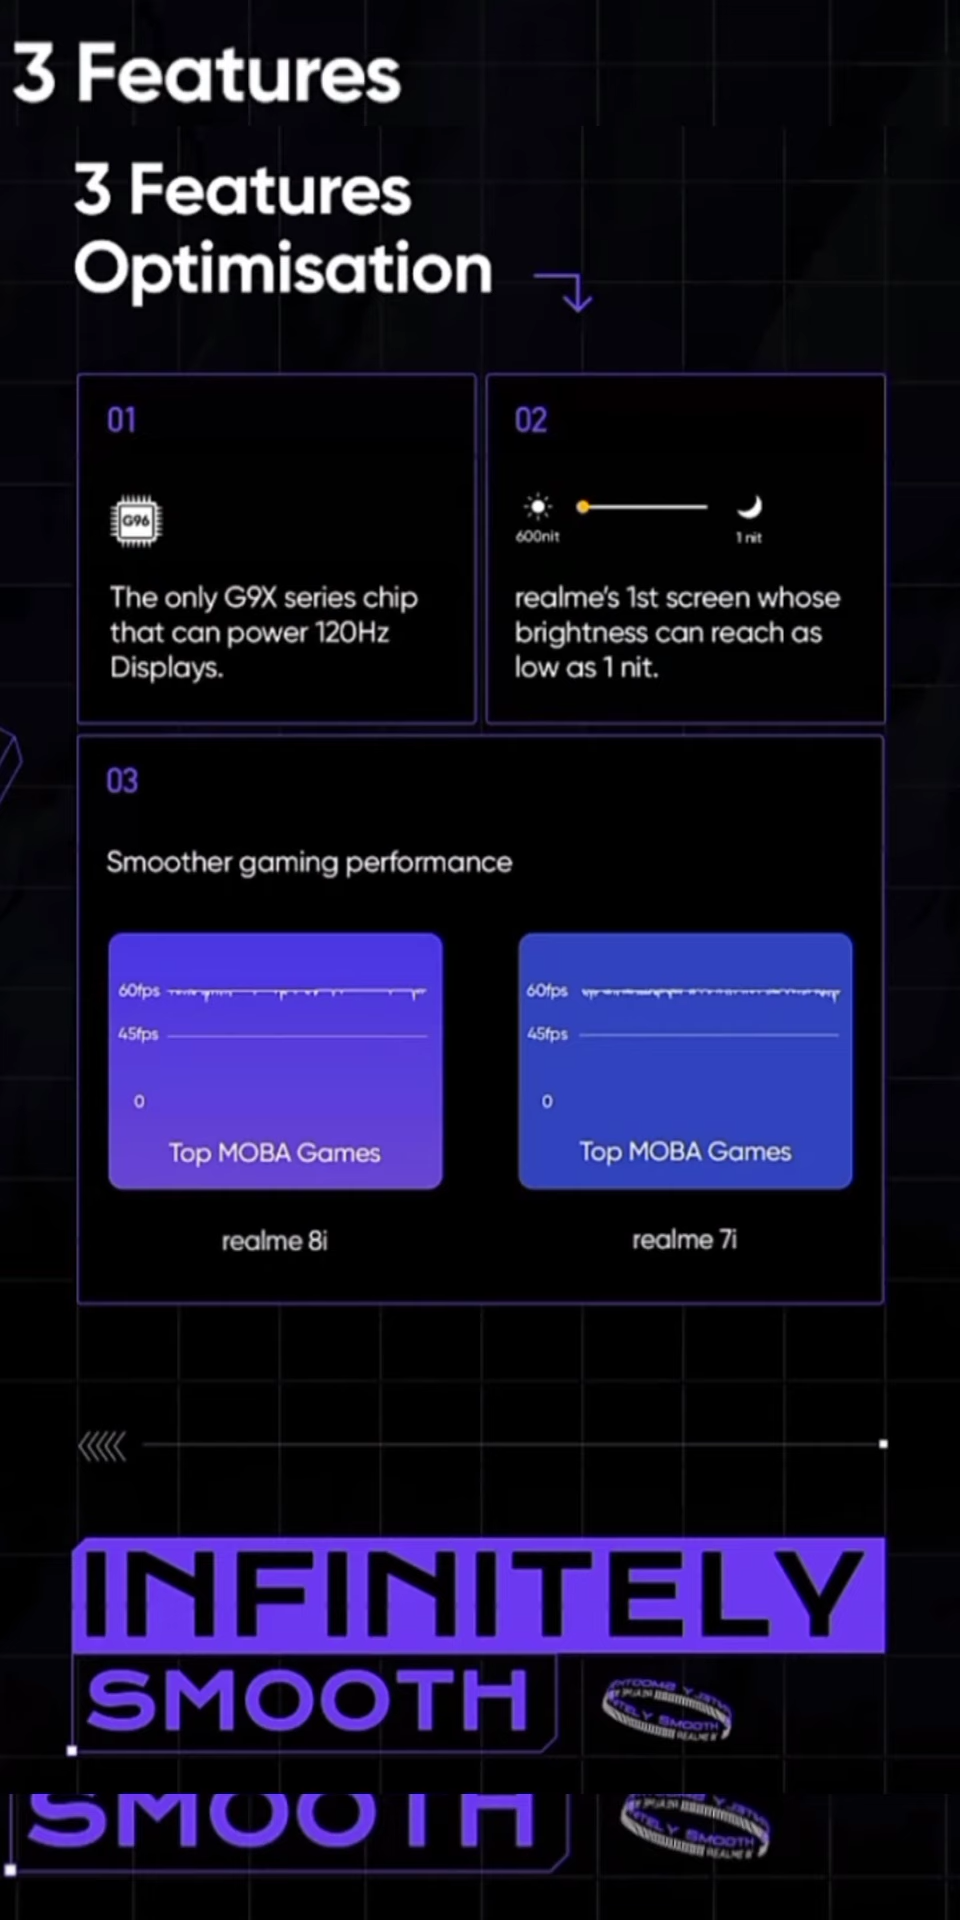 3 Features
3 Features
Optimisation
01
G96
The only G9X series chip
that can power 120Hz
Displays.
02
600nit
1 nit
realme's 1st screen whose
brightness can reach as
low as 1 nit.
03
Smoother gaming performance
60fps
45fps
0
Top MOBA Games
realme 8i
60fps
45fps
0
Top MOBA Games
realme 7i
INFINITELY
SMOOTH
SMOOTH
SMOOTH
SMOOTH